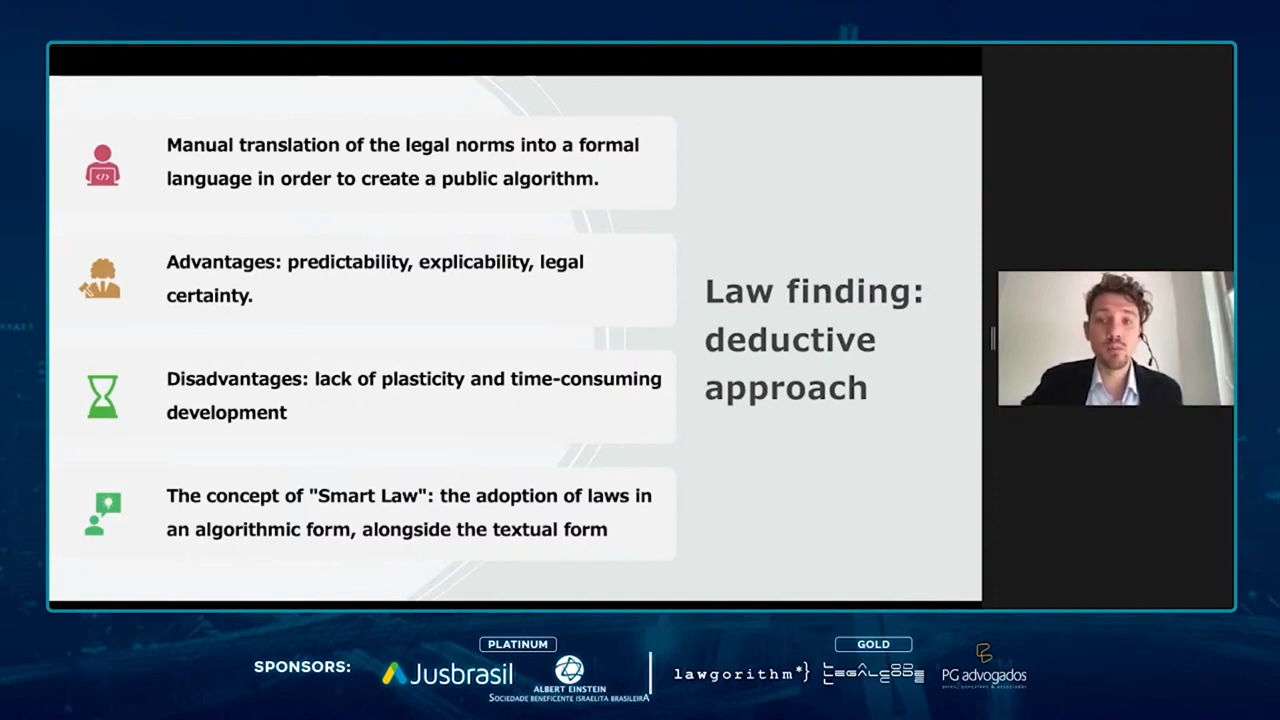 Manual translation of the legal norms into a formal
language in order to create a public algorithm.
Advantages: predictability, explicability, legal
certainty.
Disadvantages: lack of plasticity and time-consuming
development
The concept of "Smart Law": the adoption of laws in
an algorithmic form, alongside the textual form
Law finding:
deductive
approach
SPONSORS:
PLATINUM
Jusbrasil
ALBERT EINSTEIN
SOCIEDADE BENEFICENTE ISRAELITA BRASILEIRA
GOLD
lawgorithm*}
LEGALCODE
PG advogados